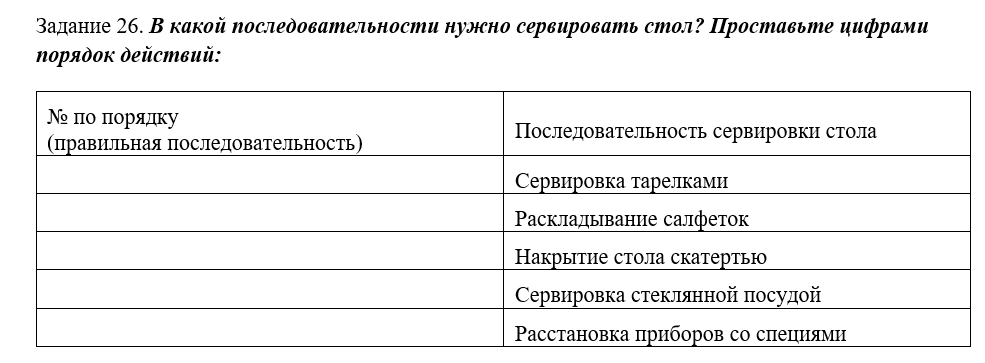 Задание 26. В какой последовательности нужно сервировать стол? Проставьте цифрами
порядок действий:
№ по порядку
(правильная последовательность)
Последовательность сервировки стола
Сервировка тарелками
Раскладывание салфеток
Накрытие стола скатертью
Сервировка стеклянной посудой
Расстановка приборов со специями